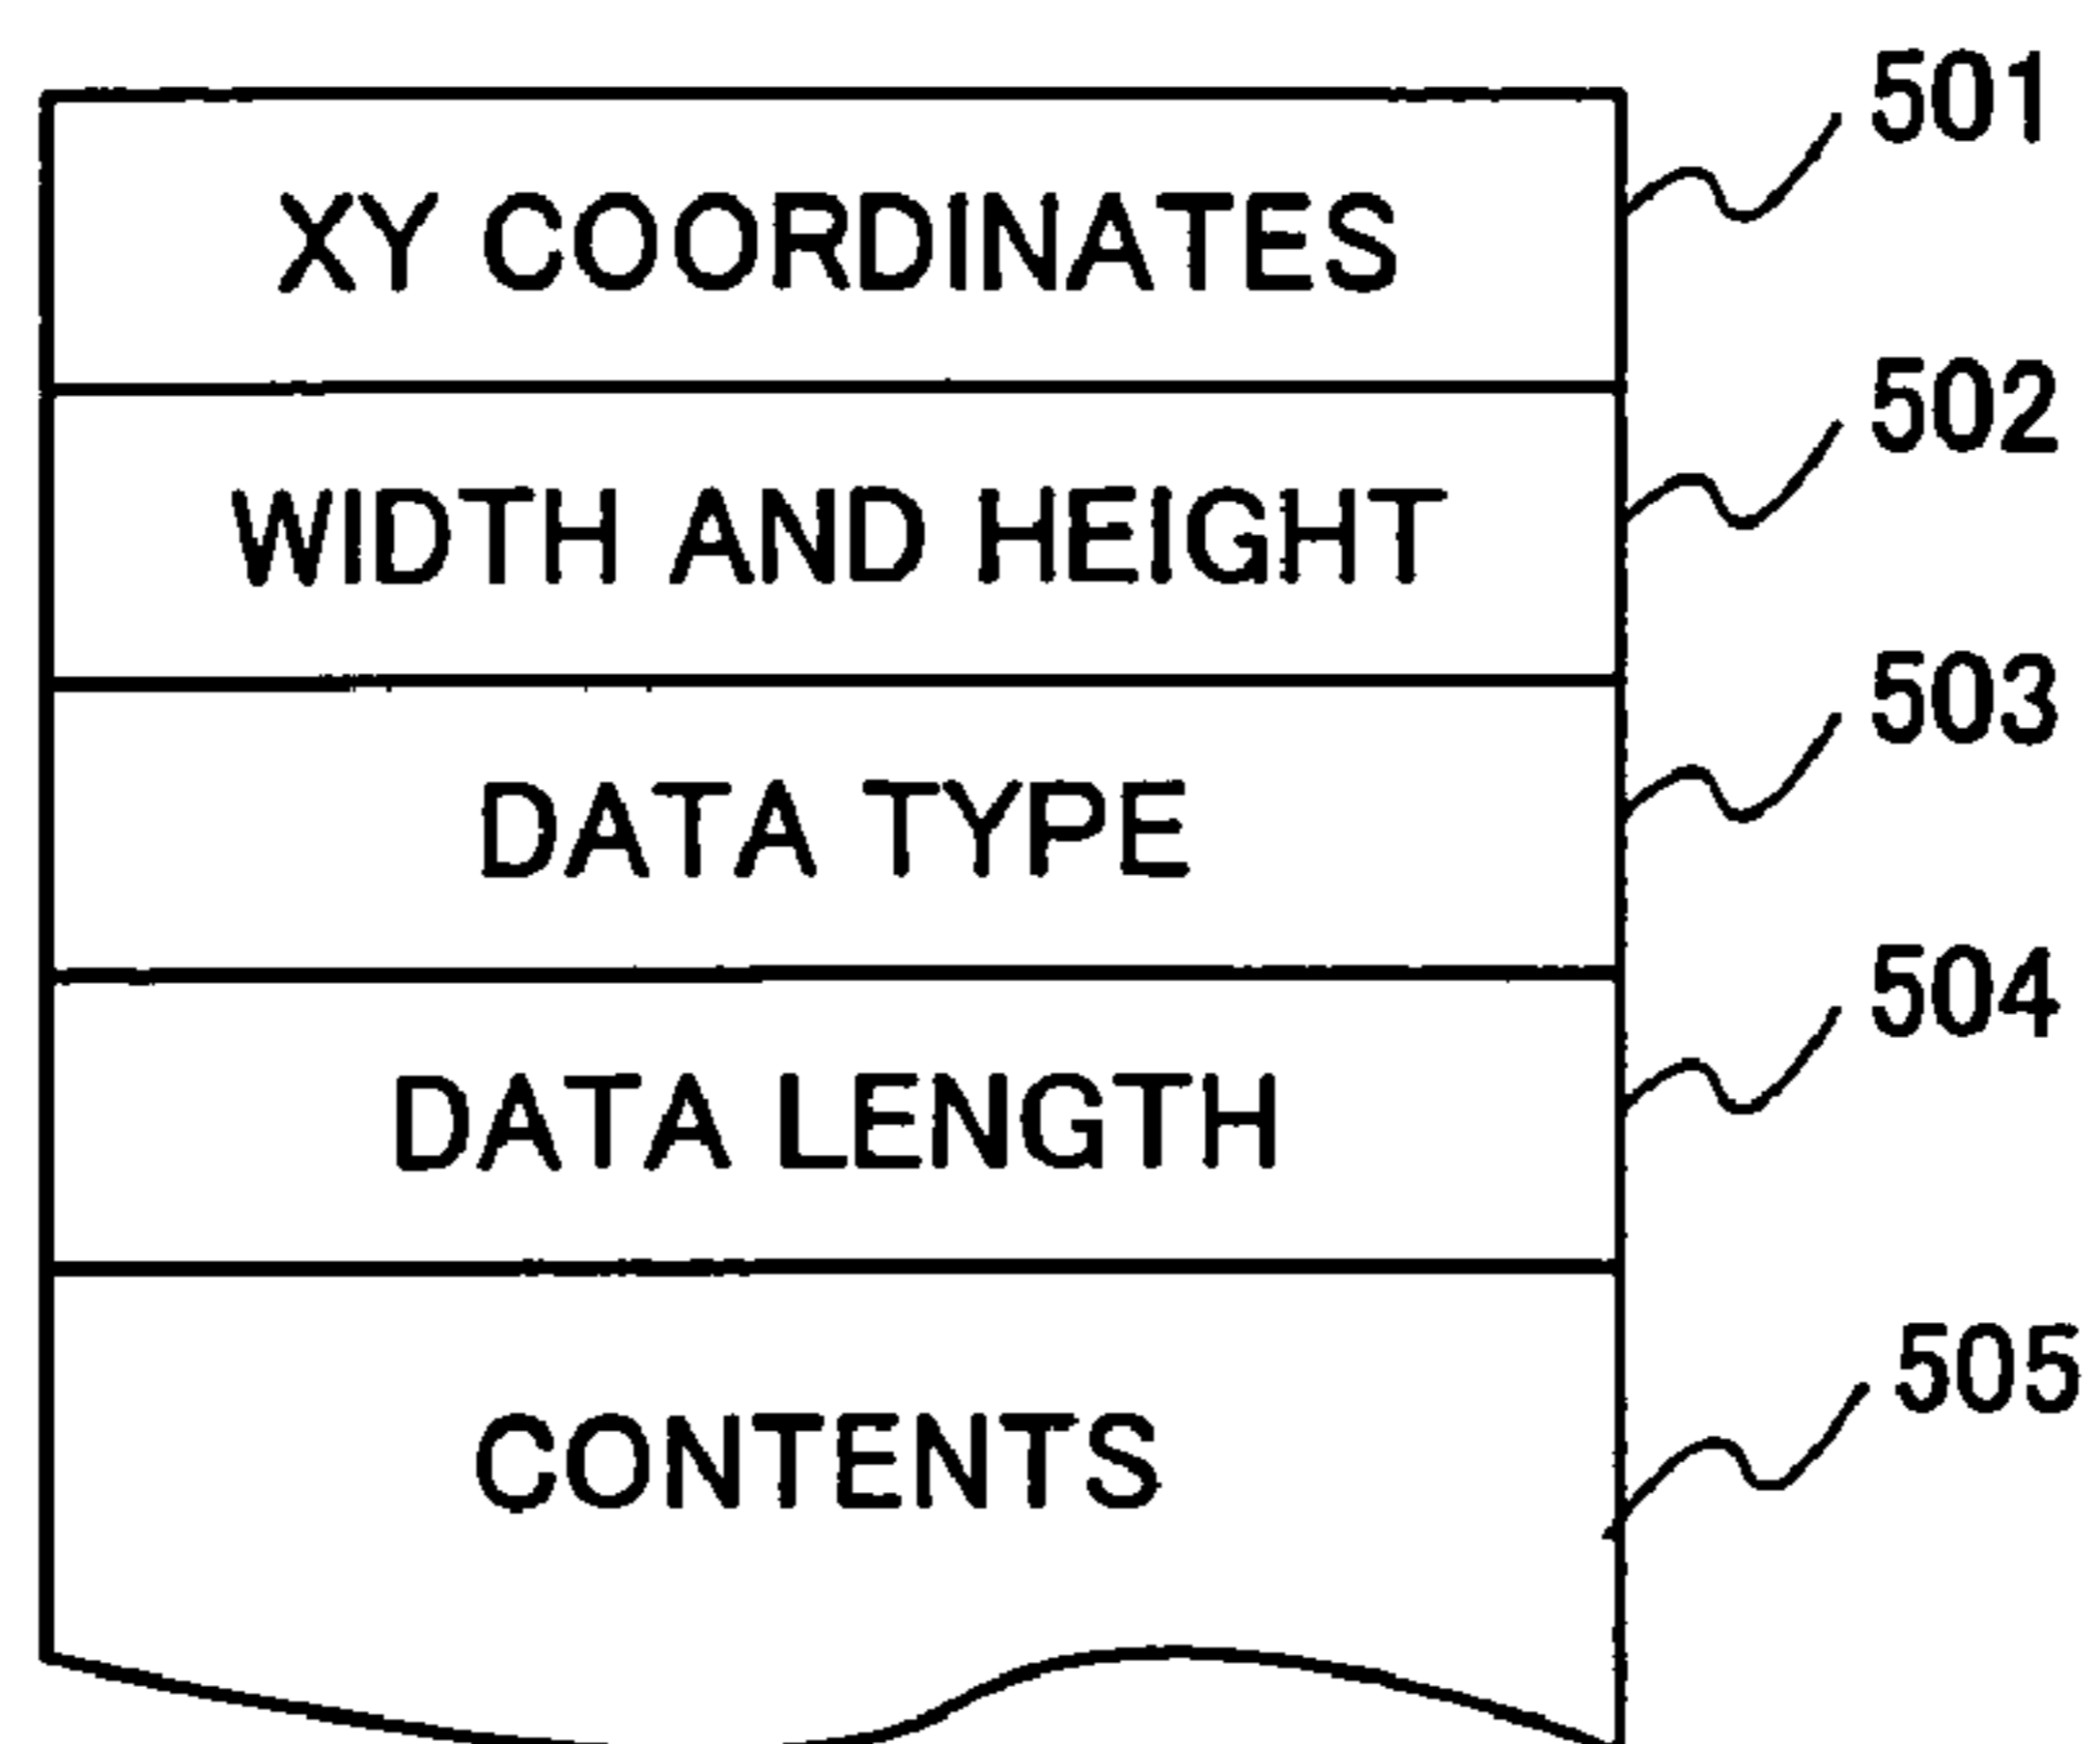 XY COORDINATES 501
WIDTH AND HEIGHT 502
DATA TYPE 503
DATA LENGTH 504
CONTENTS 505